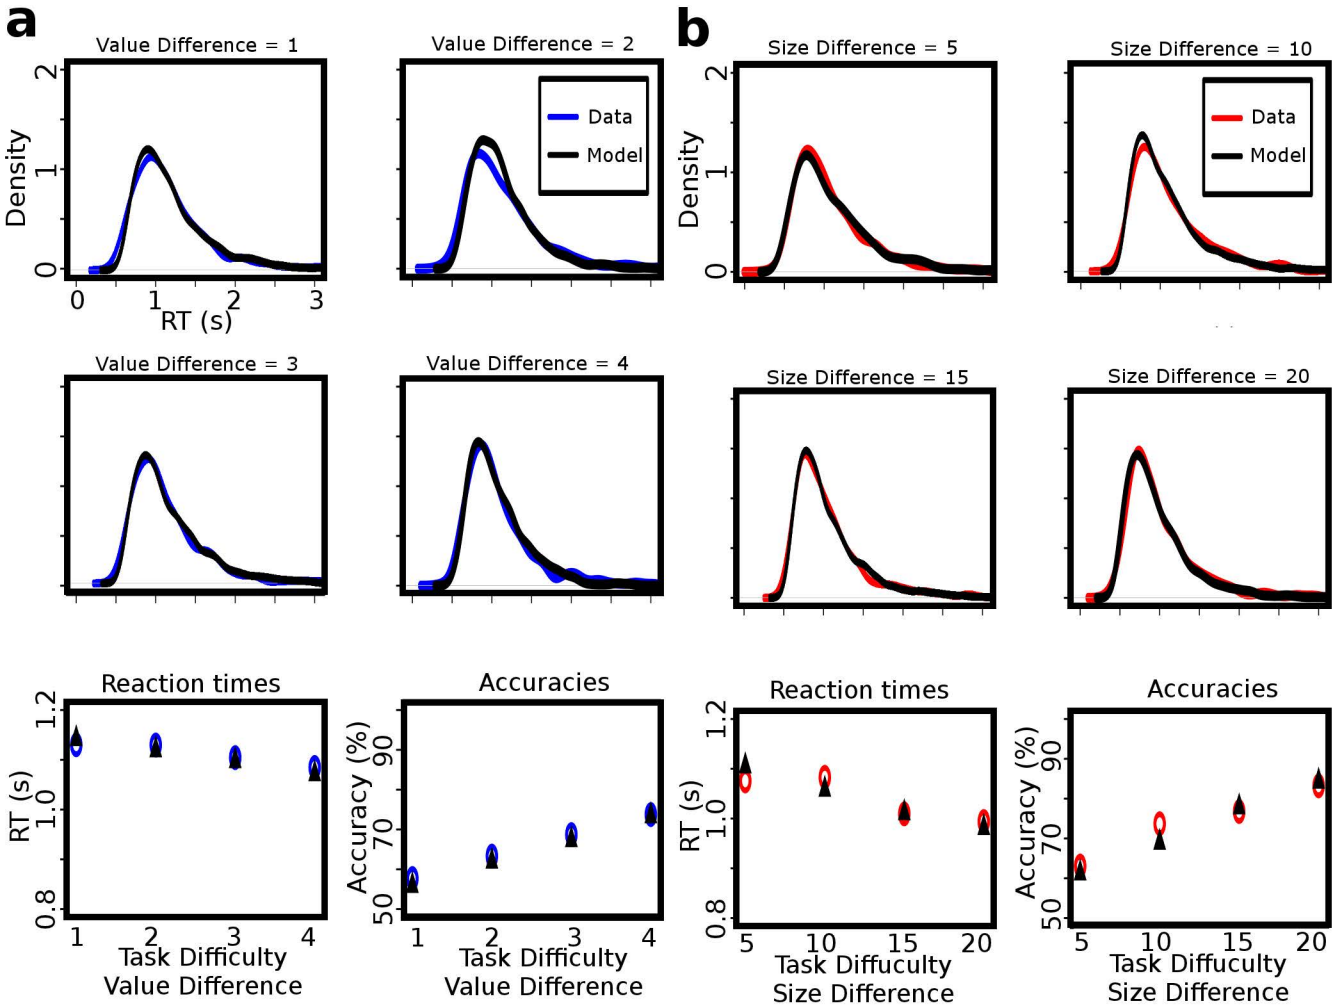 a
Value Difference = 1
Value Difference = 2
Density
2
1
0
0
1
2
3
RT (s)
Data
Model
Value Difference = 3
Value Difference = 4
Reaction times
RT (s)
1.2
1.0
0.8
1
2
3
4
Task Difficulty
Value Difference
Accuracies
Accuracy (%)
90
70
50
1
2
3
4
Task Difficulty
Value Difference
b
Size Difference = 5
Size Difference = 10
Density
2
1
0
Data
Model
Size Difference = 15
Size Difference = 20
Reaction times
RT (s)
1.2
1.0
0.8
5
10
15
20
Task Diffuculty
Size Difference
Accuracies
Accuracy (%)
90
70
50
5
10
15
20
Task Diffuculty
Size Difference